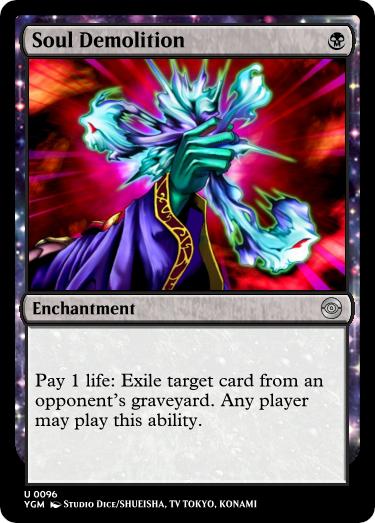 Soul Demolition
Enchantment
Pay 1 life: Exile target card from an
opponent's graveyard. Any player
may play this ability.
U 0096
YGM Studio Dice/SHUEISHA, TV TOKYO, KONAMI